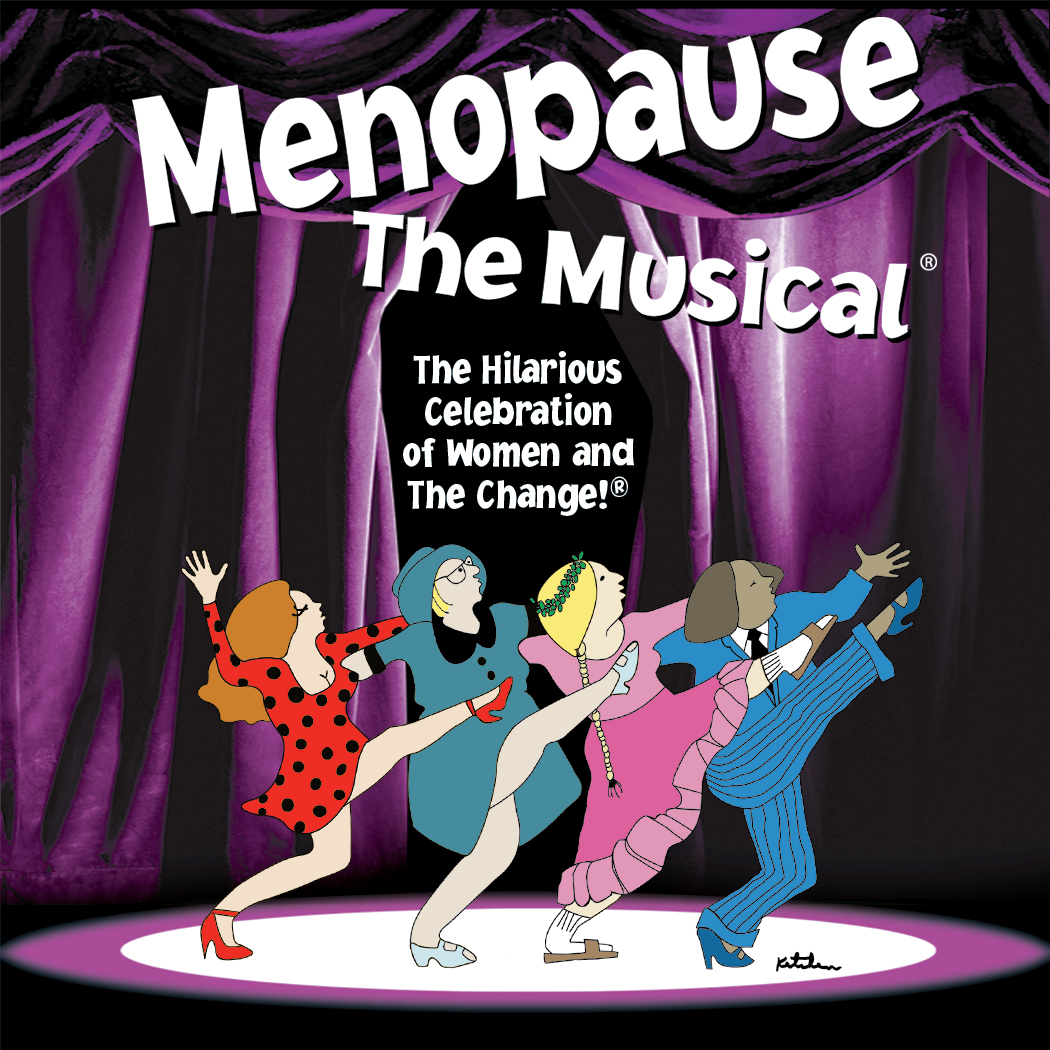 Menopause
The Musical®
The Hilarious
Celebration
of Women and
The Change!®